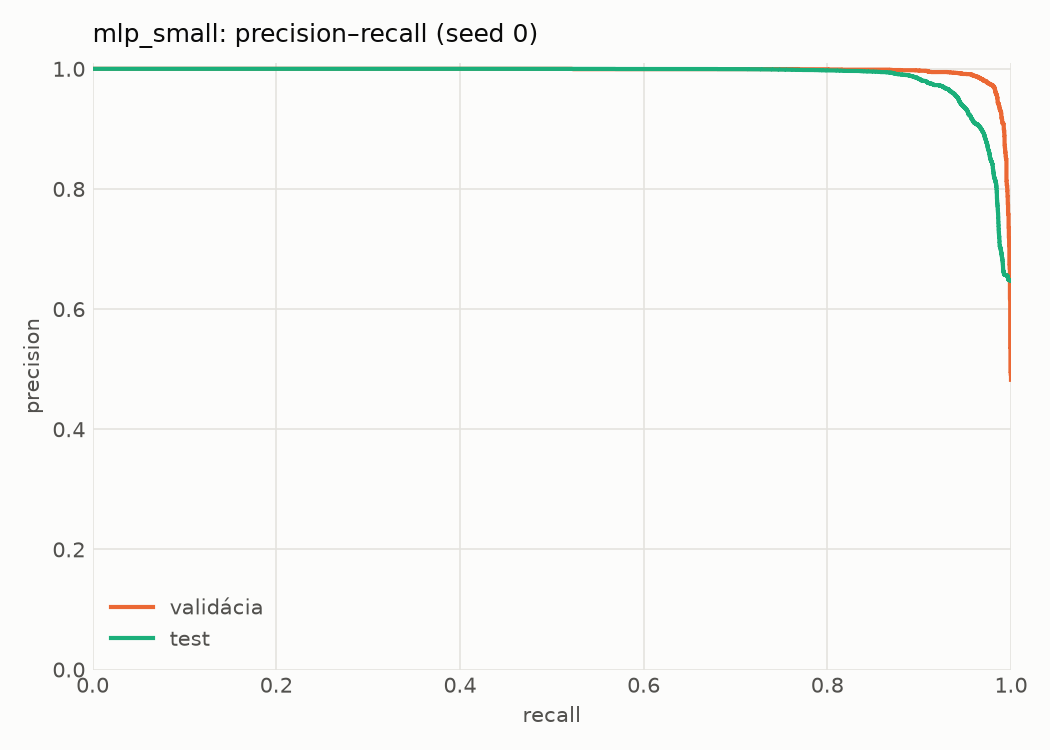 mlp_small: precision–recall (seed 0)
1.0
0.8
0.6
0.4
0.2
0.0
precision
validácia
test
0.0 0.2 0.4 0.6 0.8 1.0
recall